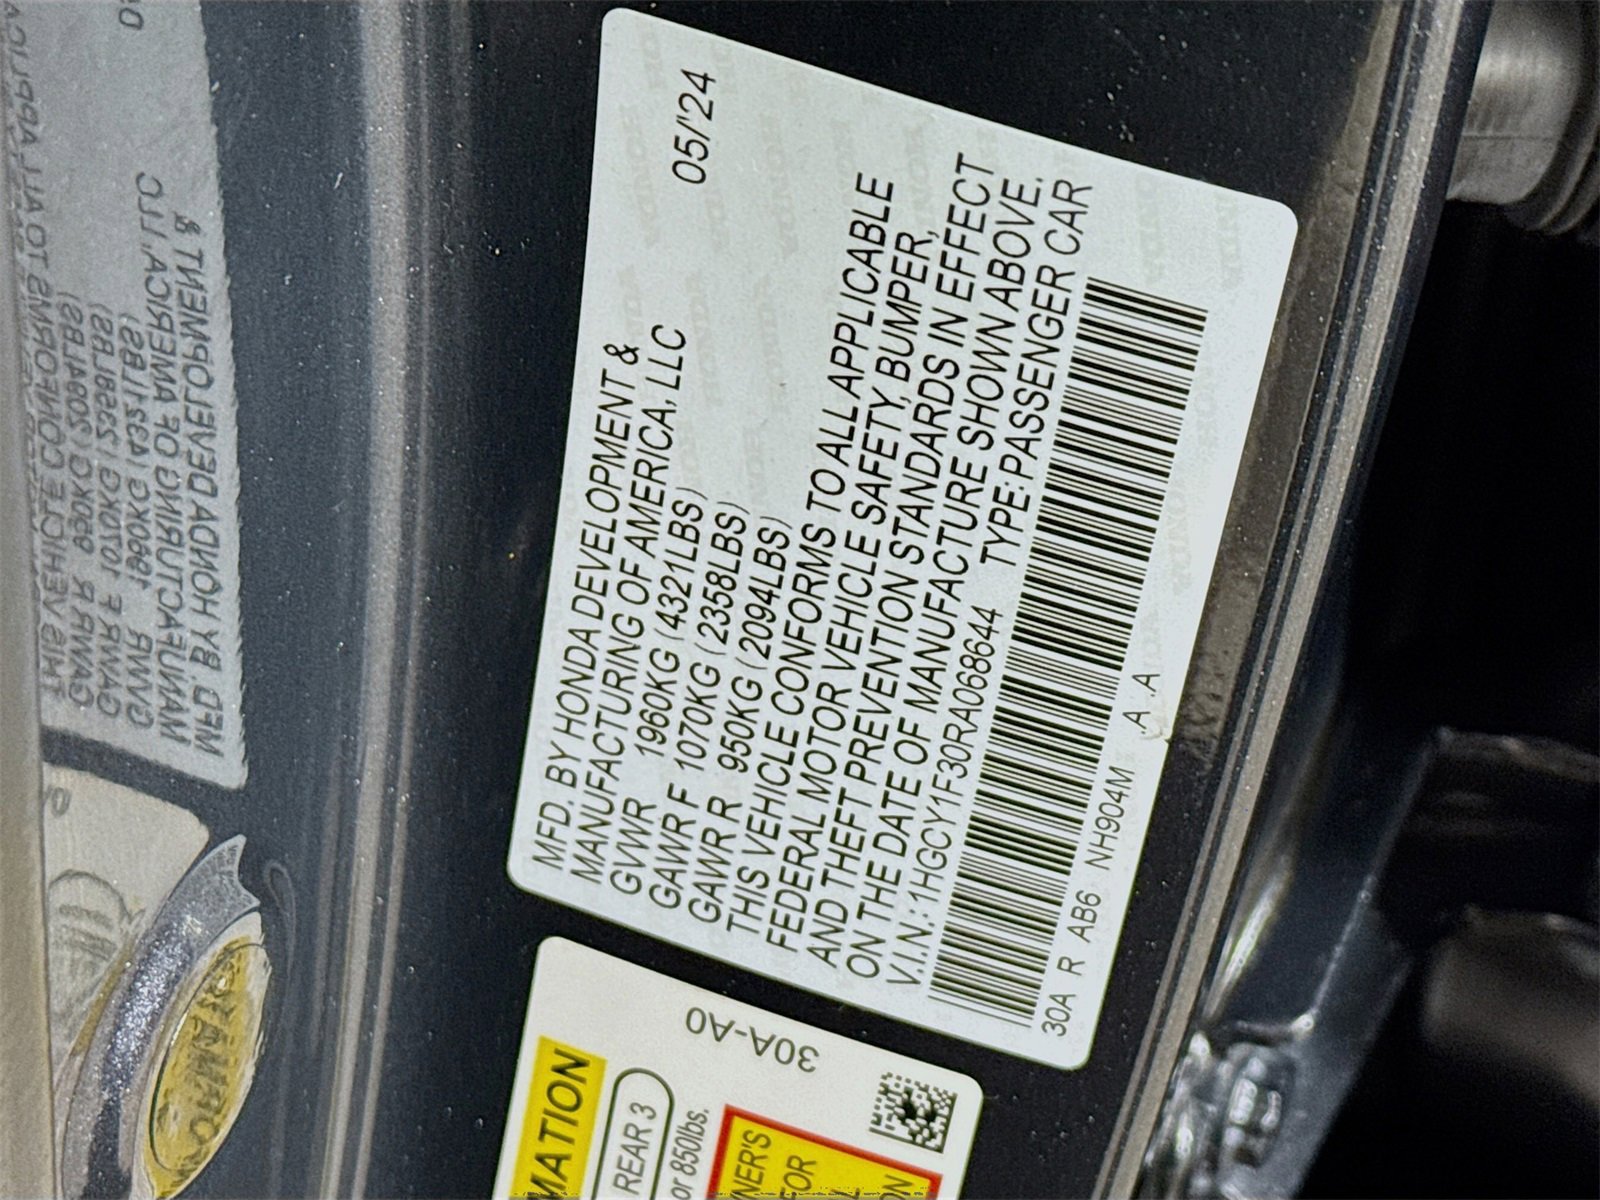 MFD. BY HONDA DEVELOPMENT &
MANUFACTURING OF AMERICA, LLC 05/'24
GVWR 1960KG (4321LBS)
GAWR F 1070KG (2358LBS)
GAWR R 950KG (2094LBS)
THIS VEHICLE CONFORMS TO ALL APPLICABLE
FEDERAL MOTOR VEHICLE SAFETY, BUMPER,
AND THEFT PREVENTION STANDARDS IN EFFECT
ON THE DATE OF MANUFACTURE SHOWN ABOVE.
V.I.N.: 1HGCY1F30RA068644 TYPE: PASSENGER CAR
30A R AB6 NH904M A A
30A-A0
MATION
REAR 3
or 850lbs.
NER'S
FOR
ON